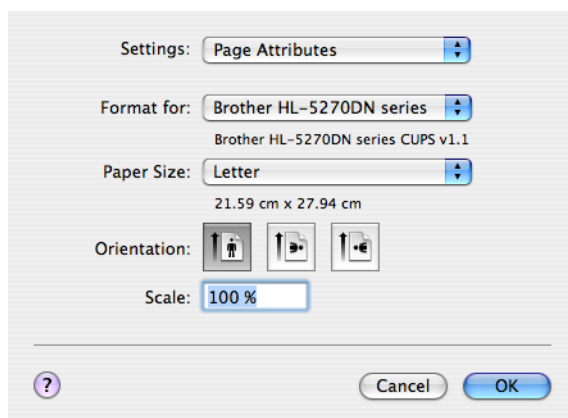 Settings: Page Attributes
Format for: Brother HL-5270DN series
Brother HL-5270DN series CUPS v1.1
Paper Size: Letter
21.59 cm x 27.94 cm
Orientation:
Scale: 100 %
? Cancel OK